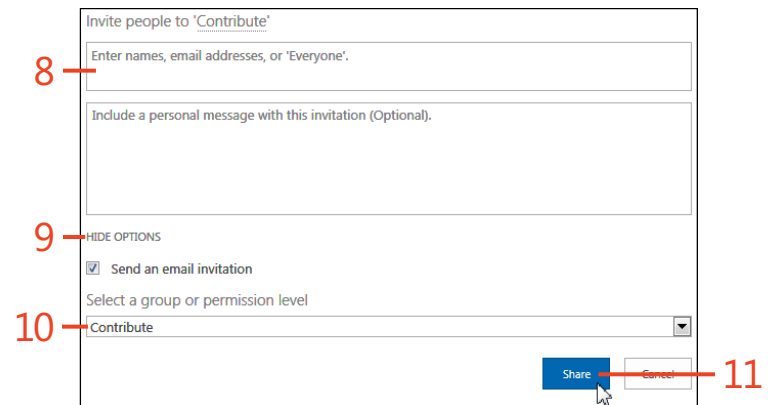 Invite people to 'Contribute'
8
Enter names, email addresses, or 'Everyone'.
Include a personal message with this invitation (Optional).
9
HIDE OPTIONS
Send an email invitation
Select a group or permission level
10
Contribute
Share
Cancel
11